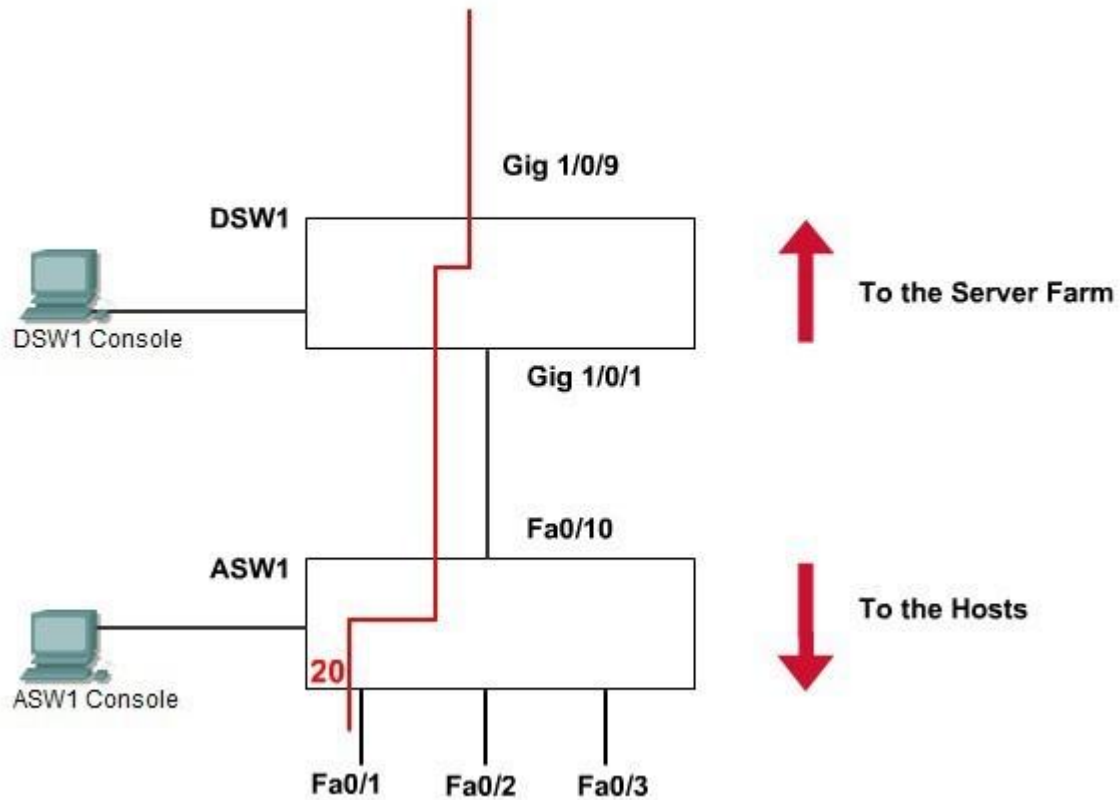 Gig 1/0/9
DSW1
To the Server Farm
DSW1 Console
Gig 1/0/1
Fa0/10
ASW1
To the Hosts
20
ASW1 Console
Fa0/1
Fa0/2
Fa0/3